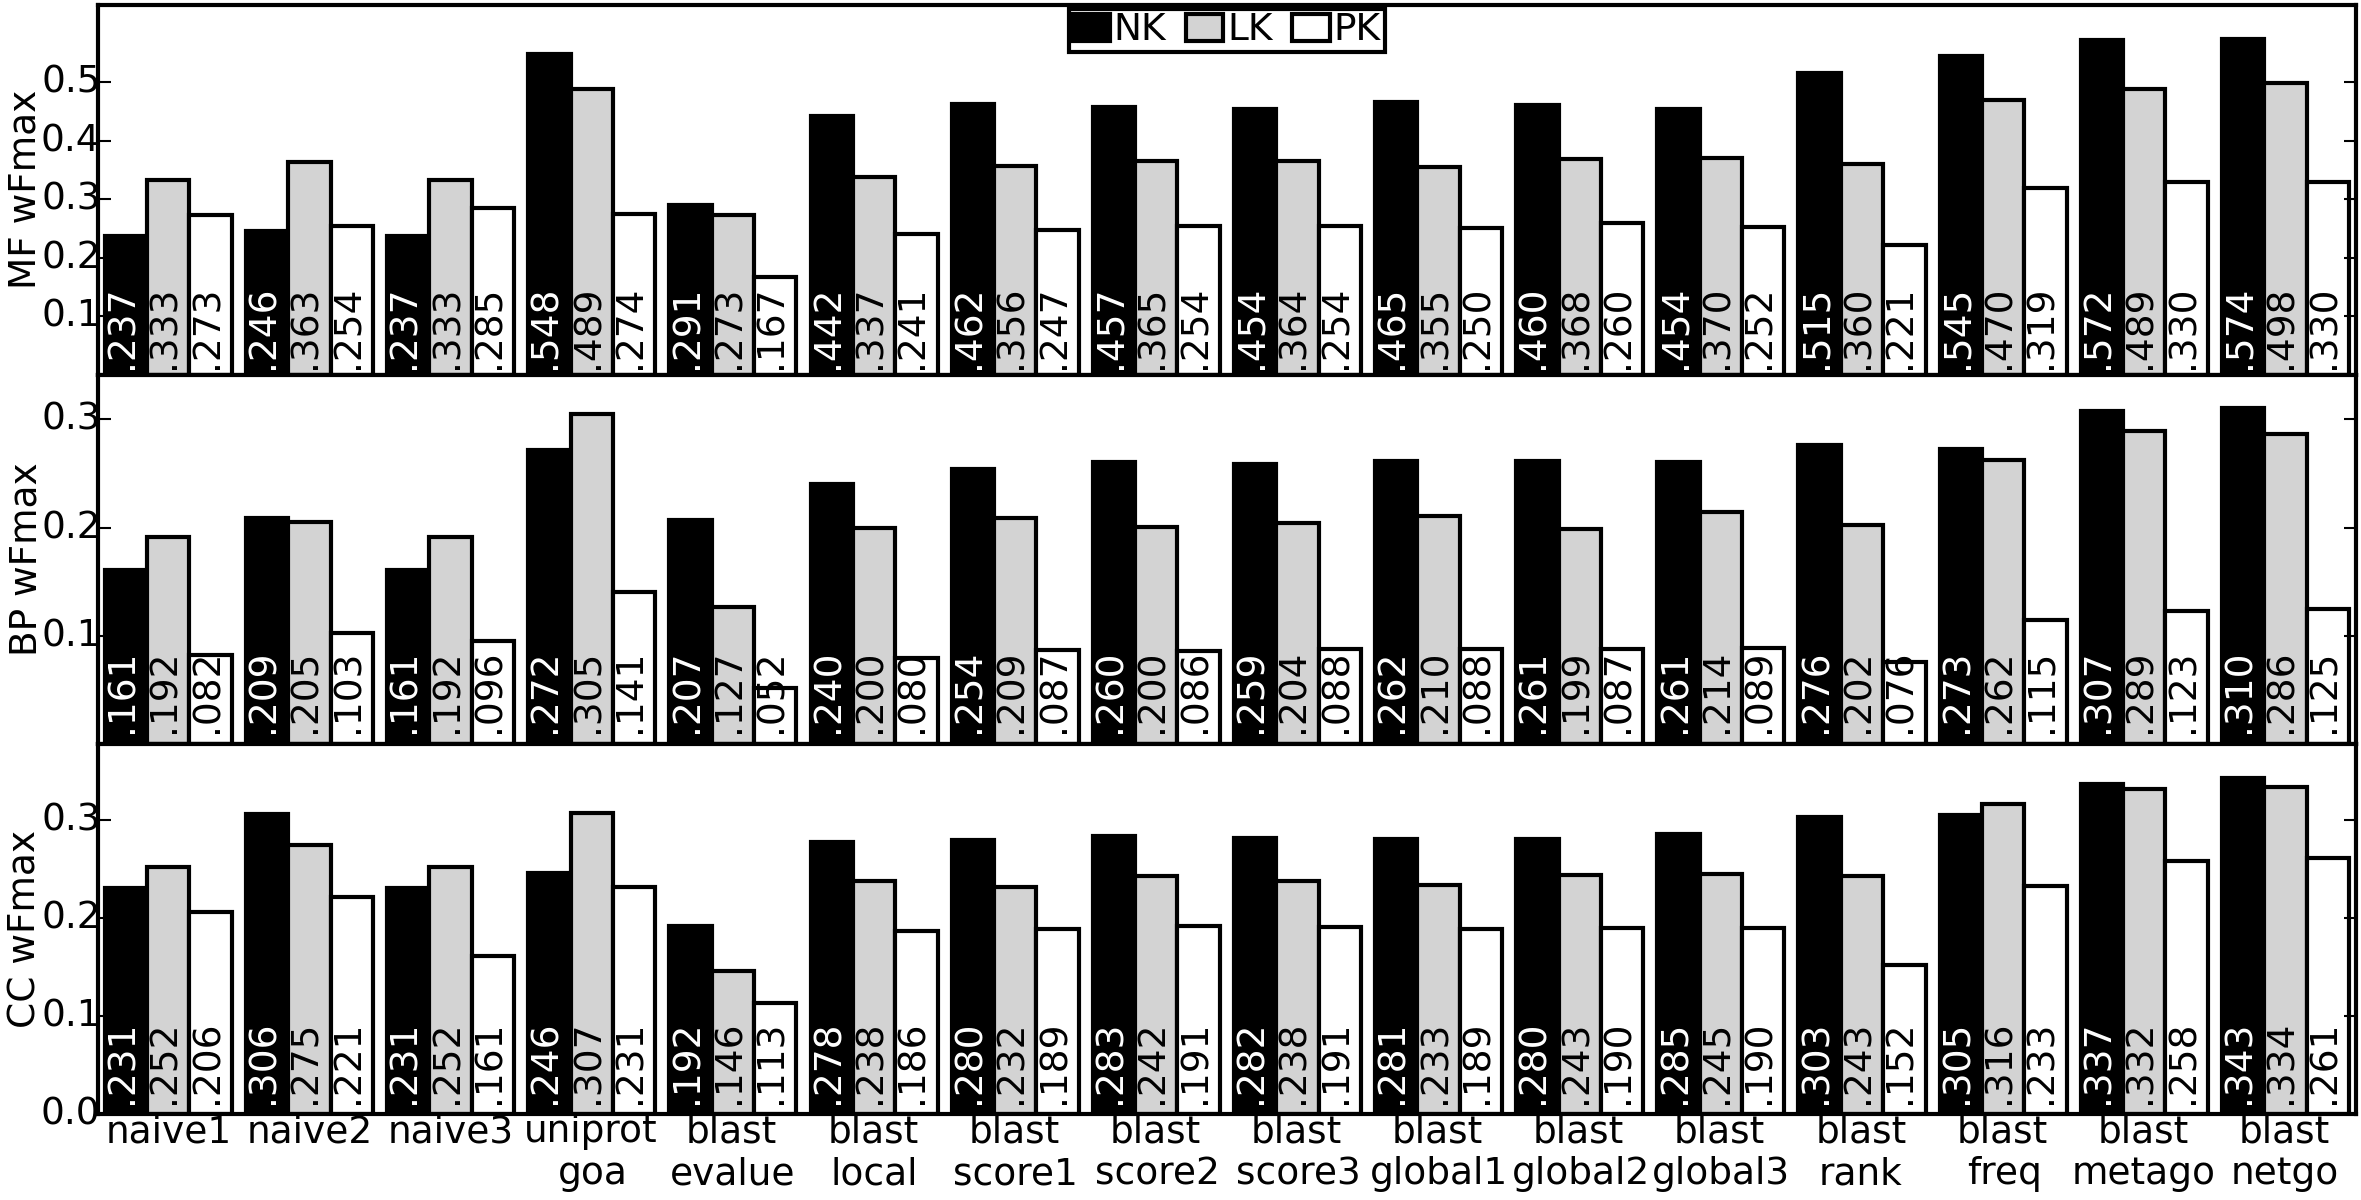 NK LK PK
MF wFmax
0.5
0.4
0.3
0.2
0.1
.237 .333 .273 .246 .363 .254 .237 .333 .285 .548 .489 .274 .291 .273 .167 .442 .337 .241 .462 .356 .247 .457 .365 .254 .454 .364 .254 .465 .355 .250 .460 .368 .260 .454 .370 .252 .515 .360 .221 .545 .470 .319 .572 .489 .330 .574 .498 .330
BP wFmax
0.3
0.2
0.1
.161 .192 .082 .209 .205 .103 .161 .192 .096 .272 .305 .141 .207 .127 .052 .240 .200 .080 .254 .209 .087 .260 .200 .086 .259 .204 .088 .262 .210 .088 .261 .199 .087 .261 .214 .089 .276 .202 .076 .273 .262 .115 .307 .289 .123 .310 .286 .125
CC wFmax
0.3
0.2
0.1
0.0
.231 .252 .206 .306 .275 .221 .231 .252 .161 .246 .307 .231 .192 .146 .113 .278 .238 .186 .280 .232 .189 .283 .242 .191 .282 .238 .191 .281 .233 .189 .280 .243 .190 .285 .245 .190 .303 .243 .152 .305 .316 .233 .337 .332 .258 .343 .334 .261
naive1 naive2 naive3 uniprot blast blast blast blast blast blast blast blast blast blast blast blast
goa evalue local score1 score2 score3 global1 global2 global3 rank freq metago netgo